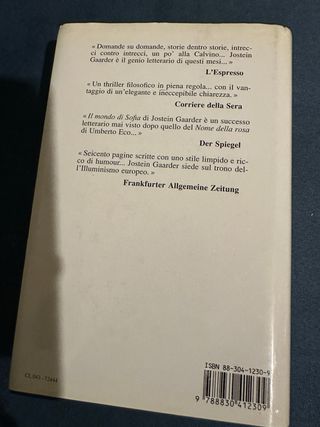 « Domande su domande, storie dentro storie, intrec-
ci contro intrecci, un po' alla Calvino... Jostein
Gaarder è il genio letterario di questi mesi... »
L'Espresso
« Un thriller filosofico in piena regola... con il van-
taggio di un'elegante e ineccepibile chiarezza. »
Corriere della Sera
« Il mondo di Sofia di Jostein Gaarder è un successo
letterario mai visto dopo quello del Nome della rosa
di Umberto Eco... »
Der Spiegel
« Seicento pagine scritte con uno stile limpido e ric-
co di humour... Jostein Gaarder siede sul trono del-
l'Illuminismo europeo. »
Frankfurter Allgemeine Zeitung
ISBN 88-304-1230-9
9 788830 412309